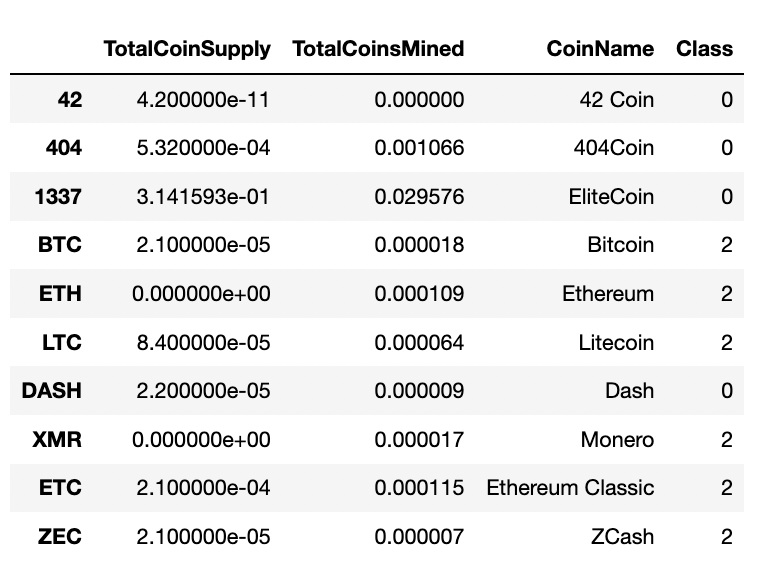 TotalCoinSupply TotalCoinsMined CoinName Class
42 4.200000e-11 0.000000 42 Coin 0
404 5.320000e-04 0.001066 404Coin 0
1337 3.141593e-01 0.029576 EliteCoin 0
BTC 2.100000e-05 0.000018 Bitcoin 2
ETH 0.000000e+00 0.000109 Ethereum 2
LTC 8.400000e-05 0.000064 Litecoin 2
DASH 2.200000e-05 0.000009 Dash 0
XMR 0.000000e+00 0.000017 Monero 2
ETC 2.100000e-04 0.000115 Ethereum Classic 2
ZEC 2.100000e-05 0.000007 ZCash 2